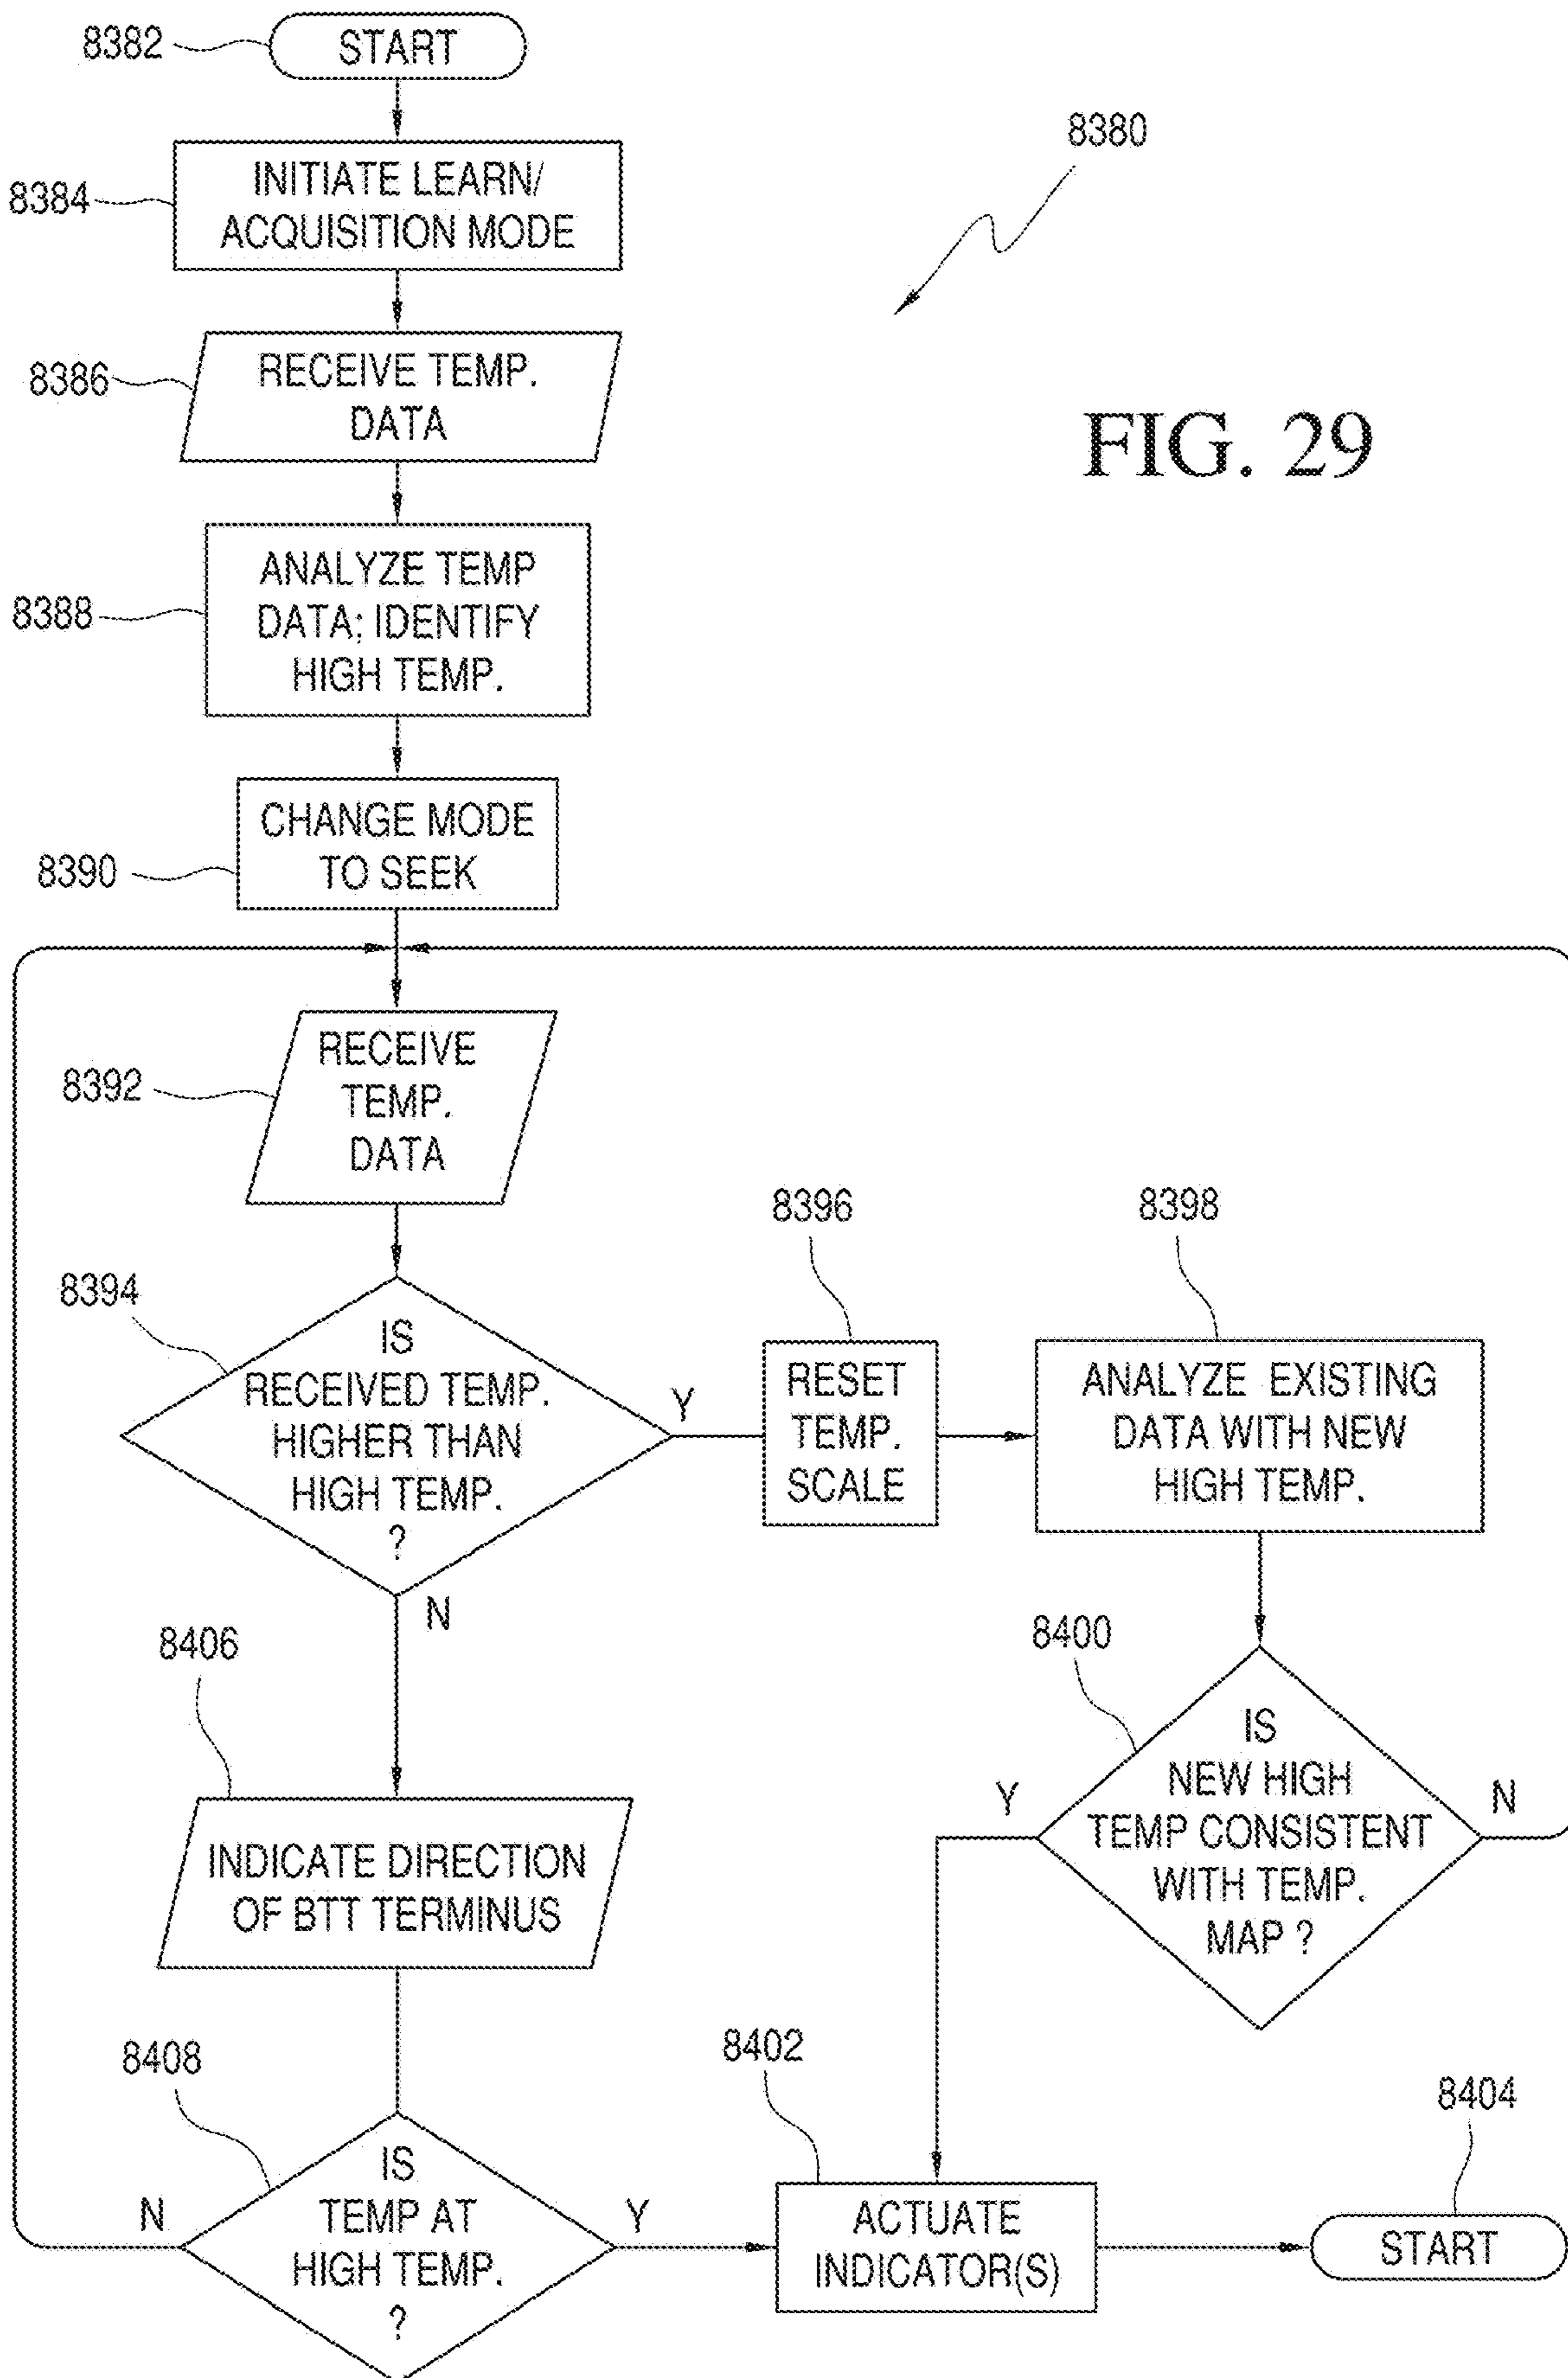 8382
START
8380
8384
INITIATE LEARN/
ACQUISITION MODE
8386
RECEIVE TEMP.
DATA
FIG. 29
8388
ANALYZE TEMP
DATA; IDENTIFY
HIGH TEMP.
8390
CHANGE MODE
TO SEEK
8392
RECEIVE
TEMP.
DATA
8394
IS
RECEIVED TEMP.
HIGHER THAN
HIGH TEMP.
?
Y
N
8396
RESET
TEMP.
SCALE
8398
ANALYZE EXISTING
DATA WITH NEW
HIGH TEMP.
8400
IS
NEW HIGH
TEMP CONSISTENT
WITH TEMP.
MAP ?
Y
N
8406
INDICATE DIRECTION
OF BTT TERMINUS
8408
IS
TEMP AT
HIGH TEMP.
?
N
Y
8402
ACTUATE
INDICATOR(S)
8404
START